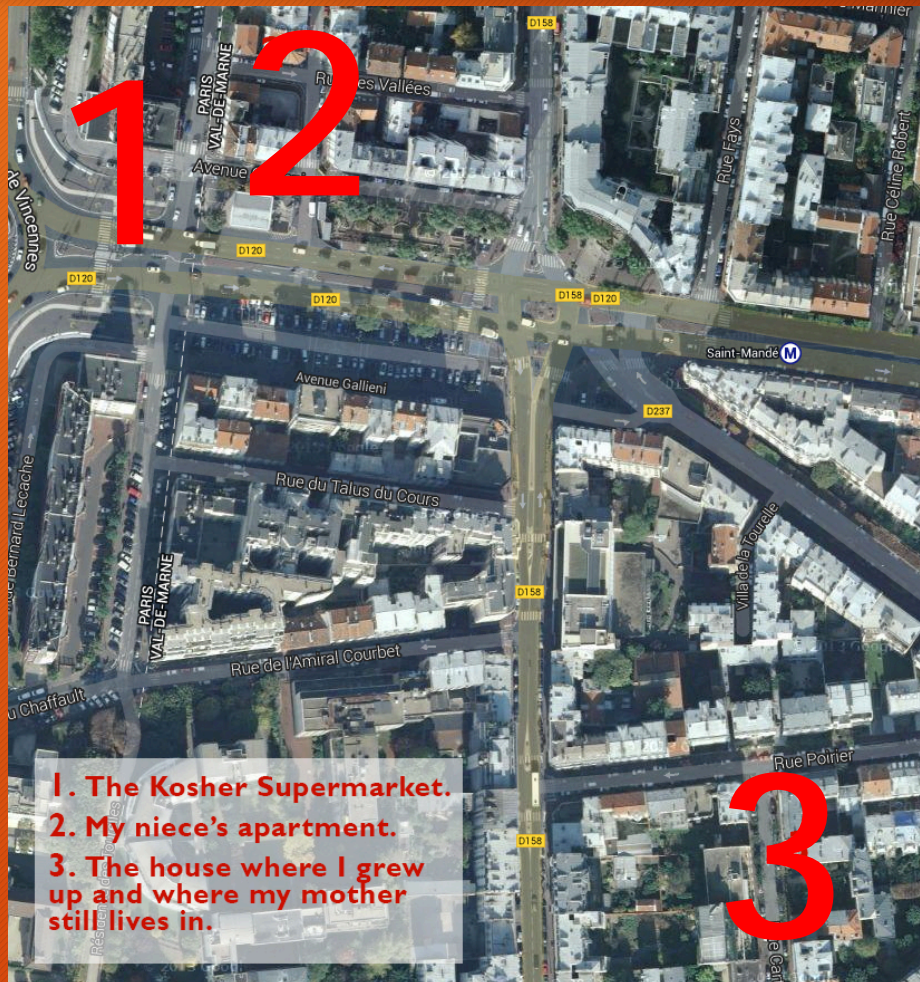 D158
Rue des Vallées
PARIS
VAL-DE-MARNE
1
2
Avenue
Rue Fays
Rue Céline Robert
de Vincennes
D120
D120
D120
D158
D120
Saint-Mandé M
Avenue Gallieni
D237
Rue du Talus du Cours
Bernard Lecache
Villa de la Tourelle
D158
PARIS
VAL-DE-MARNE
Rue de l'Amiral Courbet
u Chaffault
Rue Poirier
3
D158
1. The Kosher Supermarket.
2. My niece's apartment.
3. The house where I grew
up and where my mother
still lives in.